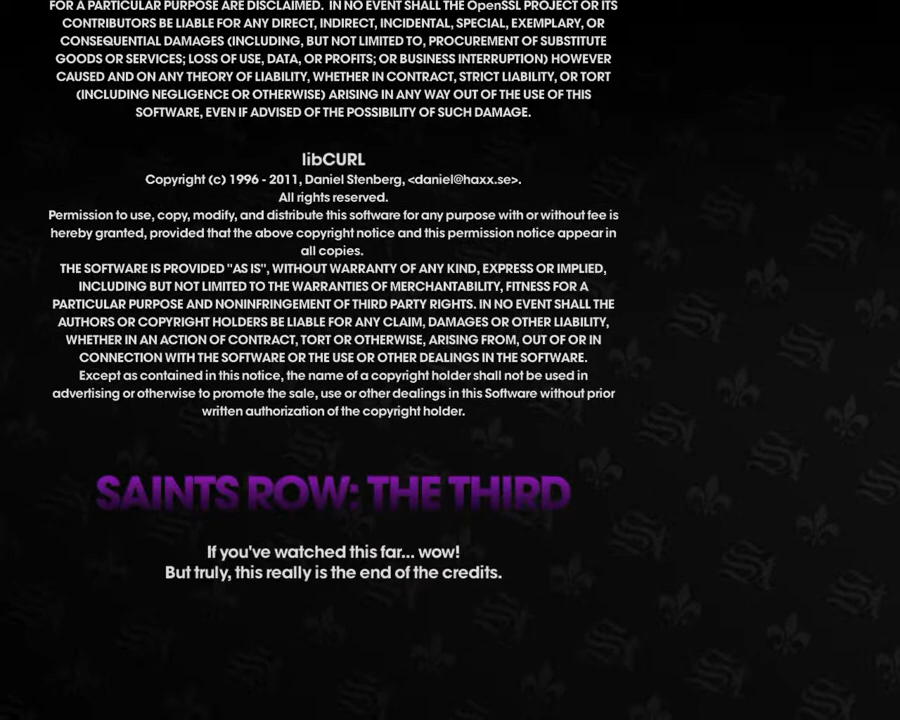 FOR A PARTICULAR PURPOSE ARE DISCLAIMED. IN NO EVENT SHALL THE OpenSSL PROJECT OR ITS
CONTRIBUTORS BE LIABLE FOR ANY DIRECT, INDIRECT, INCIDENTAL, SPECIAL, EXEMPLARY, OR
CONSEQUENTIAL DAMAGES (INCLUDING, BUT NOT LIMITED TO, PROCUREMENT OF SUBSTITUTE
GOODS OR SERVICES; LOSS OF USE, DATA, OR PROFITS; OR BUSINESS INTERRUPTION) HOWEVER
CAUSED AND ON ANY THEORY OF LIABILITY, WHETHER IN CONTRACT, STRICT LIABILITY, OR TORT
(INCLUDING NEGLIGENCE OR OTHERWISE) ARISING IN ANY WAY OUT OF THE USE OF THIS
SOFTWARE, EVEN IF ADVISED OF THE POSSIBILITY OF SUCH DAMAGE.
libCURL
Copyright (c) 1996 - 2011, Daniel Stenberg, <daniel@haxx.se>.
All rights reserved.
Permission to use, copy, modify, and distribute this software for any purpose with or without fee is
hereby granted, provided that the above copyright notice and this permission notice appear in
all copies.
THE SOFTWARE IS PROVIDED "AS IS", WITHOUT WARRANTY OF ANY KIND, EXPRESS OR IMPLIED,
INCLUDING BUT NOT LIMITED TO THE WARRANTIES OF MERCHANTABILITY, FITNESS FOR A
PARTICULAR PURPOSE AND NONINFRINGEMENT OF THIRD PARTY RIGHTS. IN NO EVENT SHALL THE
AUTHORS OR COPYRIGHT HOLDERS BE LIABLE FOR ANY CLAIM, DAMAGES OR OTHER LIABILITY,
WHETHER IN AN ACTION OF CONTRACT, TORT OR OTHERWISE, ARISING FROM, OUT OF OR IN
CONNECTION WITH THE SOFTWARE OR THE USE OR OTHER DEALINGS IN THE SOFTWARE.
Except as contained in this notice, the name of a copyright holder shall not be used in
advertising or otherwise to promote the sale, use or other dealings in this Software without prior
written authorization of the copyright holder.
SAINTS ROW: THE THIRD
If you've watched this far... wow!
But truly, this really is the end of the credits.